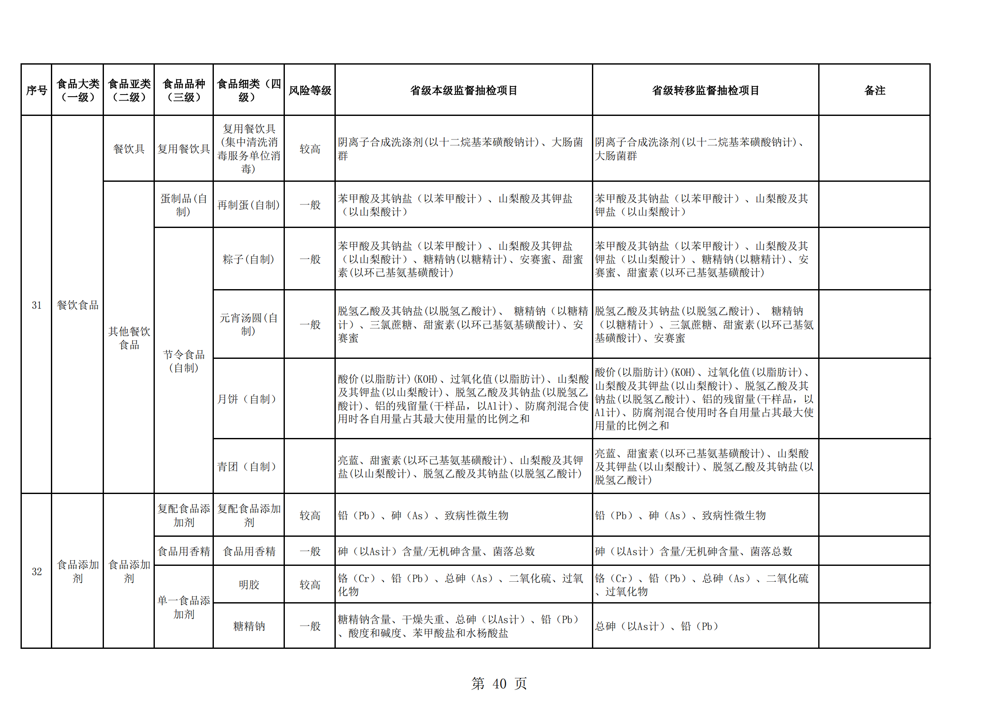 序号
食品大类
（一级）
食品亚类
（二级）
食品品种
（三级）
食品细类（四
级）
风险等级
省级本级监督抽检项目
省级转移监督抽检项目
备注
31
餐饮食品
餐饮具
复用餐饮具
复用餐饮具
(集中清洗消
毒服务单位消
毒)
较高
阴离子合成洗涤剂(以十二烷基苯磺酸钠计)、大肠菌
群
阴离子合成洗涤剂(以十二烷基苯磺酸钠计)、
大肠菌群
其他餐饮
食品
蛋制品(自
制)
再制蛋(自制)
一般
苯甲酸及其钠盐（以苯甲酸计）、山梨酸及其钾盐
（以山梨酸计）
苯甲酸及其钠盐（以苯甲酸计）、山梨酸及其
钾盐（以山梨酸计）
节令食品
(自制)
粽子(自制)
一般
苯甲酸及其钠盐（以苯甲酸计）、山梨酸及其钾盐
（以山梨酸计）、糖精钠(以糖精计)、安赛蜜、甜蜜
素(以环己基氨基磺酸计)
苯甲酸及其钠盐（以苯甲酸计）、山梨酸及其
钾盐（以山梨酸计）、糖精钠(以糖精计)、安
赛蜜、甜蜜素(以环己基氨基磺酸计)
元宵汤圆(自
制)
一般
脱氢乙酸及其钠盐(以脱氢乙酸计)、 糖精钠（以糖精
计）、三氯蔗糖、甜蜜素(以环己基氨基磺酸计)、安
赛蜜
脱氢乙酸及其钠盐(以脱氢乙酸计)、 糖精钠
（以糖精计）、三氯蔗糖、甜蜜素(以环己基氨
基磺酸计)、安赛蜜
月饼（自制）
酸价(以脂肪计)(KOH)、过氧化值(以脂肪计)、山梨酸
及其钾盐(以山梨酸计)、脱氢乙酸及其钠盐(以脱氢乙
酸计)、铝的残留量(干样品，以Al计)、防腐剂混合使
用时各自用量占其最大使用量的比例之和
酸价(以脂肪计)(KOH)、过氧化值(以脂肪计)、
山梨酸及其钾盐(以山梨酸计)、脱氢乙酸及其
钠盐(以脱氢乙酸计)、铝的残留量(干样品，以
Al计)、防腐剂混合使用时各自用量占其最大使
用量的比例之和
青团（自制）
亮蓝、甜蜜素(以环己基氨基磺酸计)、山梨酸及其钾
盐(以山梨酸计)、脱氢乙酸及其钠盐(以脱氢乙酸计)
亮蓝、甜蜜素(以环己基氨基磺酸计)、山梨酸
及其钾盐(以山梨酸计)、脱氢乙酸及其钠盐(以
脱氢乙酸计)
32
食品添加
剂
食品添加
剂
复配食品添
加剂
复配食品添加
剂
较高
铅（Pb）、砷（As）、致病性微生物
铅（Pb）、砷（As）、致病性微生物
食品用香精
食品用香精
一般
砷（以As计）含量/无机砷含量、菌落总数
砷（以As计）含量/无机砷含量、菌落总数
单一食品添
加剂
明胶
较高
铬（Cr）、铅（Pb）、总砷（As）、二氧化硫、过氧
化物
铬（Cr）、铅（Pb）、总砷（As）、二氧化硫
、过氧化物
糖精钠
一般
糖精钠含量、干燥失重、总砷（以As计）、铅（Pb）
、酸度和碱度、苯甲酸盐和水杨酸盐
总砷（以As计）、铅（Pb）
第 40 页